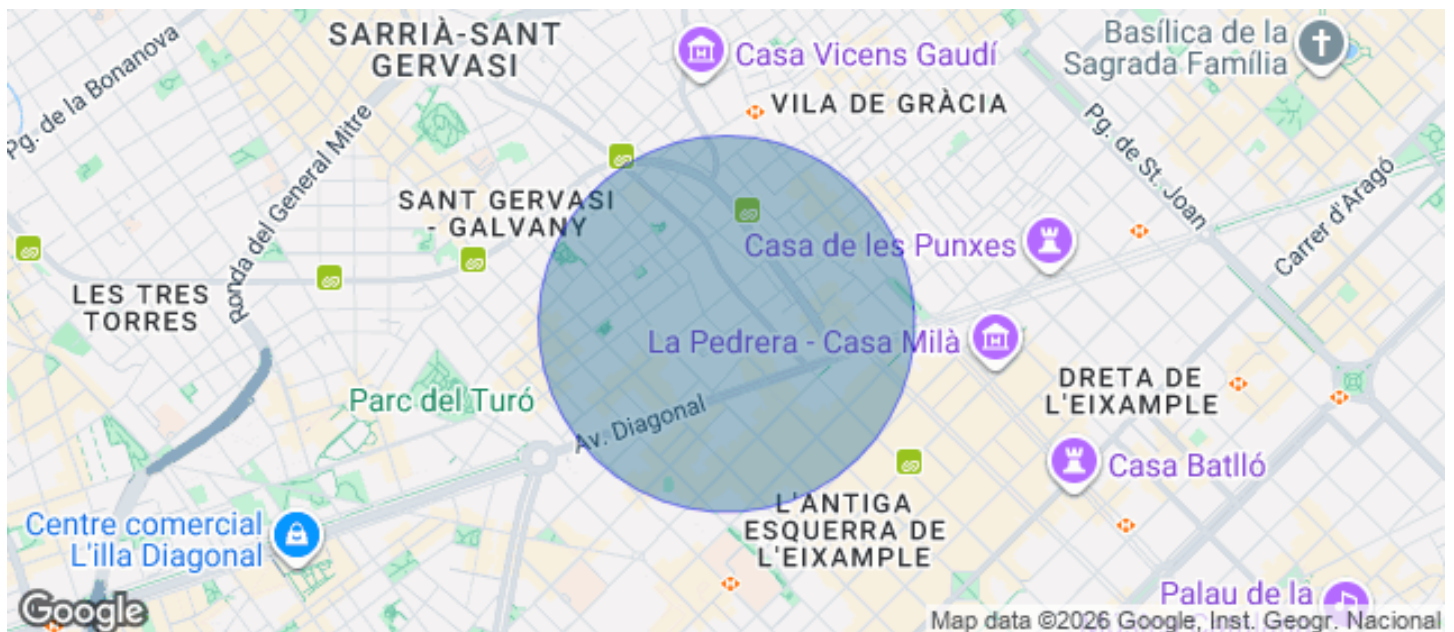 SARRIÀ-SANT
GERVASI
Casa Vicens Gaudí
Basílica de la
Sagrada Família
Pg. de la Bonanova
VILA DE GRÀCIA
Ronda del General Mitre
Pg. de St. Joan
SANT GERVASI
- GALVANY
Carrer d'Aragó
Casa de les Punxes
LES TRES
TORRES
La Pedrera - Casa Milà
DRETA DE
L'EIXAMPLE
Parc del Turó
Av. Diagonal
Casa Batlló
L'ANTIGA
ESQUERRA DE
L'EIXAMPLE
Centre comercial
L'illa Diagonal
Palau de la
Google
Map data ©2026 Google, Inst. Geogr. Nacional